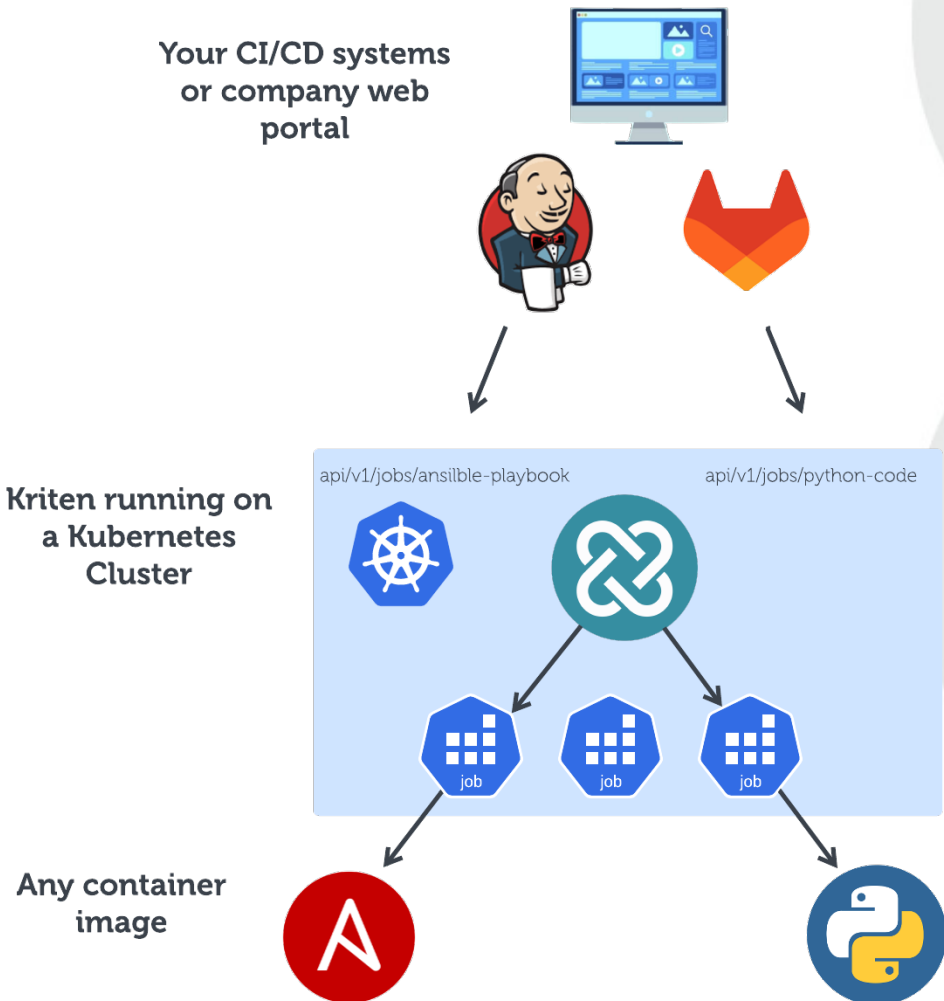 Your CI/CD systems
or company web
portal
api/v1/jobs/ansilble-playbook
api/v1/jobs/python-code
Kriten running on
a Kubernetes
Cluster
job
job
job
Any container
image